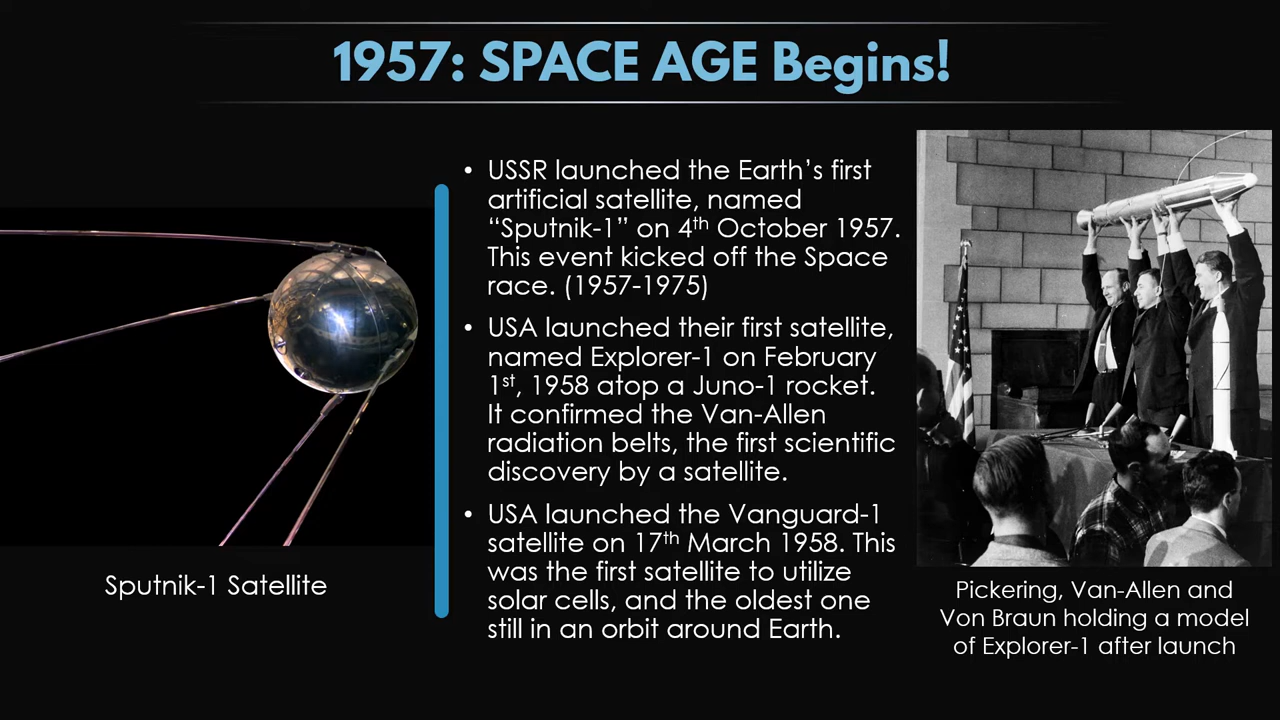 1957: SPACE AGE Begins!
• USSR launched the Earth’s first
artificial satellite, named
“Sputnik-1” on 4th October 1957.
This event kicked off the Space
race. (1957-1975)
• USA launched their first satellite,
named Explorer-1 on February
1st, 1958 atop a Juno-1 rocket.
It confirmed the Van-Allen
radiation belts, the first scientific
discovery by a satellite.
• USA launched the Vanguard-1
satellite on 17th March 1958. This
was the first satellite to utilize
solar cells, and the oldest one
still in an orbit around Earth.
Sputnik-1 Satellite
Pickering, Van-Allen and
Von Braun holding a model
of Explorer-1 after launch